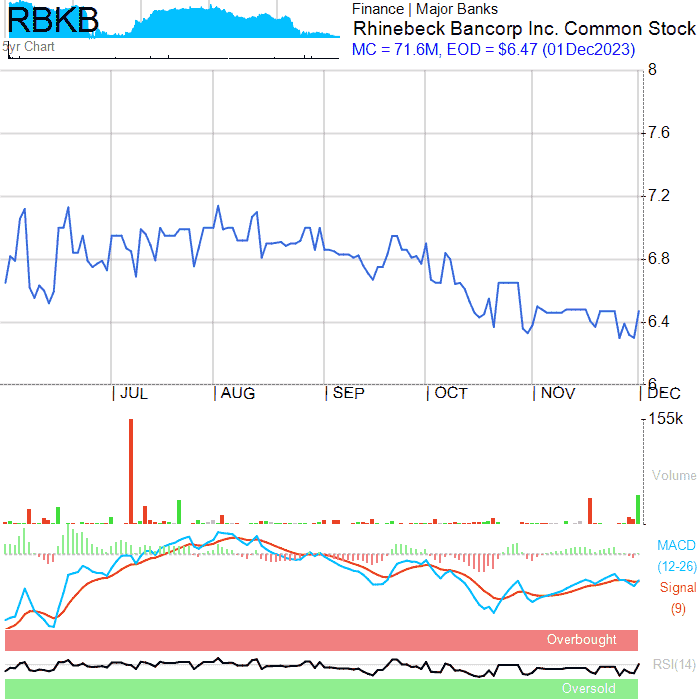 RBKB
5yr Chart
Finance | Major Banks
Rhinebeck Bancorp Inc. Common Stock
MC = 71.6M, EOD = $6.47 (01Dec2023)
8
7.6
7.2
6.8
6.4
6
| JUL | AUG | SEP | OCT | NOV | DEC
155k
Volume
MACD
(12-26)
Signal
(9)
Overbought
RSI(14)
Oversold